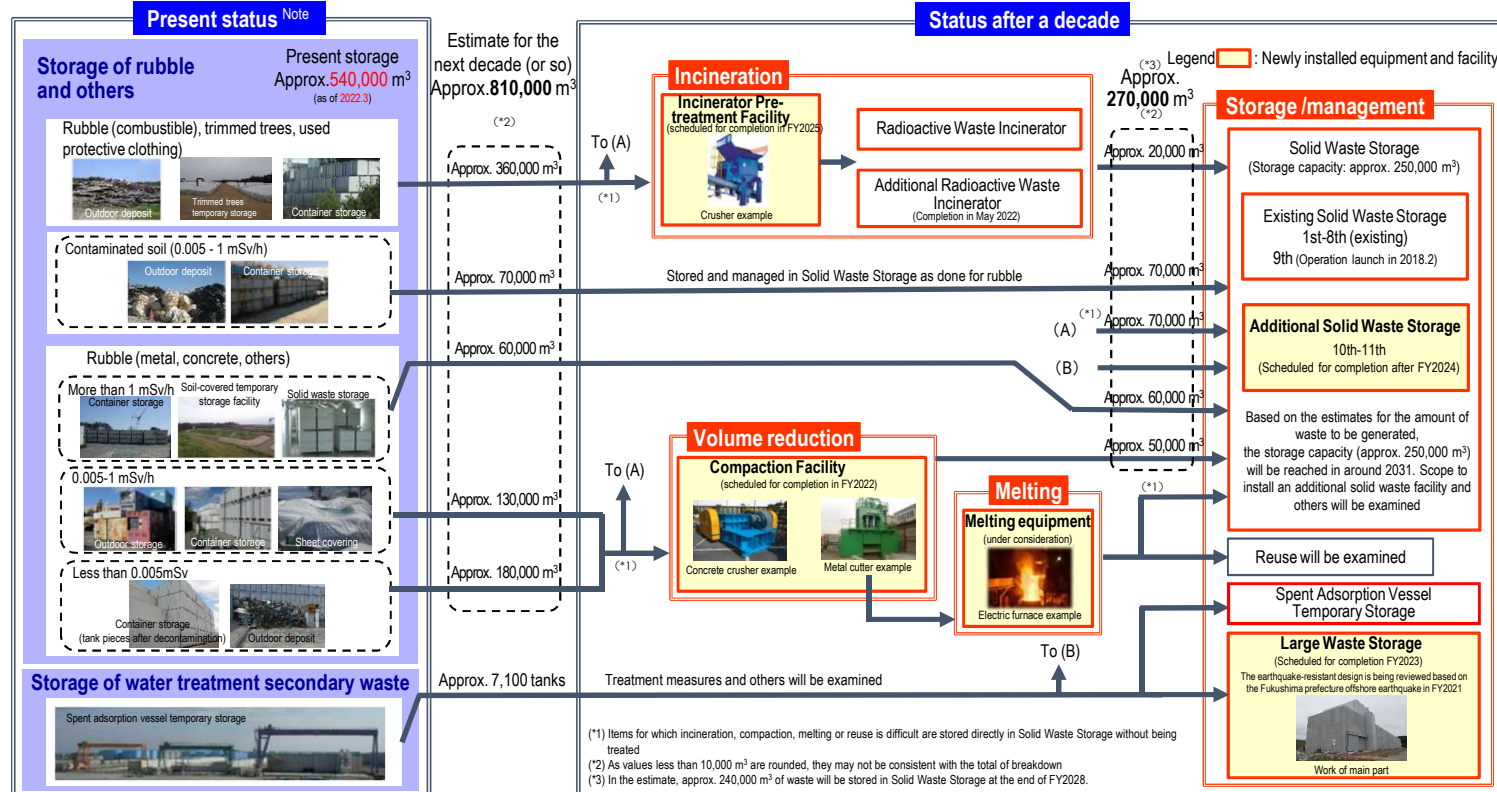 Present status Note
Status after a decade
Storage of rubble
and others
Present storage
Approx.540,000 m³
(as of 2022.3)
Rubble (combustible), trimmed trees, used
protective clothing)
Outdoor deposit
Trimmed trees
temporary storage
Container storage
Contaminated soil (0.005 - 1 mSv/h)
Outdoor deposit
Container storage
Rubble (metal, concrete, others)
More than 1 mSv/h
Container storage
Soil-covered temporary
storage facility
Solid waste storage
0.005-1 mSv/h
Outdoor storage
Container storage
Sheet covering
Less than 0.005mSv
Container storage
(tank pieces after decontamination)
Outdoor deposit
Storage of water treatment secondary waste
Spent adsorption vessel temporary storage
Estimate for the
next decade (or so)
Approx.810,000 m³
(*2)
Approx. 360,000 m³
Approx. 70,000 m³
Approx. 60,000 m³
Approx. 130,000 m³
Approx. 180,000 m³
Approx. 7,100 tanks
To (A)
(*1)
Incineration
Incinerator Pre-
treatment Facility
(scheduled for completion in FY2025)
Crusher example
Radioactive Waste Incinerator
Additional Radioactive Waste
Incinerator
(Completion in May 2022)
Stored and managed in Solid Waste Storage as done for rubble
To (A)
(*1)
Volume reduction
Compaction Facility
(scheduled for completion in FY2022)
Concrete crusher example
Metal cutter example
Melting
Melting equipment
(under consideration)
Electric furnace example
Treatment measures and others will be examined
To (B)
(*3)
Approx.
270,000 m³
(*2)
Legend : Newly installed equipment and facility
Approx. 20,000 m³
Approx. 70,000 m³
(A)
(*1)
Approx. 70,000 m³
(B)
Approx. 60,000 m³
Approx. 50,000 m³
(*1)
Storage /management
Solid Waste Storage
(Storage capacity: approx. 250,000 m³)
Existing Solid Waste Storage
1st-8th (existing)
9th (Operation launch in 2018.2)
Additional Solid Waste Storage
10th-11th
(Scheduled for completion after FY2024)
Based on the estimates for the amount of
waste to be generated,
the storage capacity (approx. 250,000 m³)
will be reached in around 2031. Scope to
install an additional solid waste facility and
others will be examined
Reuse will be examined
Spent Adsorption Vessel
Temporary Storage
Large Waste Storage
(Scheduled for completion FY2023)
The earthquake-resistant design is being reviewed based on
the Fukushima prefecture offshore earthquake in FY2021
Work of main part
(*1) Items for which incineration, compaction, melting or reuse is difficult are stored directly in Solid Waste Storage without being
treated
(*2) As values less than 10,000 m³ are rounded, they may not be consistent with the total of breakdown
(*3) In the estimate, approx. 240,000 m³ of waste will be stored in Solid Waste Storage at the end of FY2028.